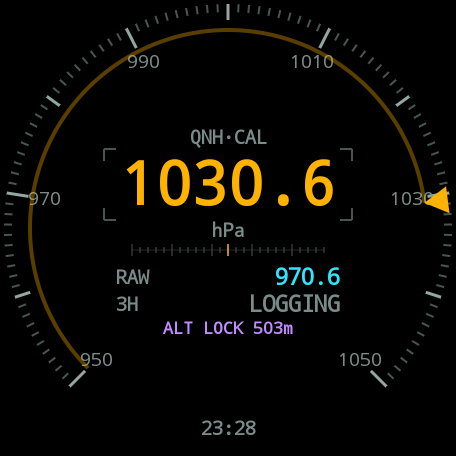 990 1010
QNH·CAL
1030.6
970 1030
hPa
RAW 970.6
3H LOGGING
ALT LOCK 503m
950 1050
23:28